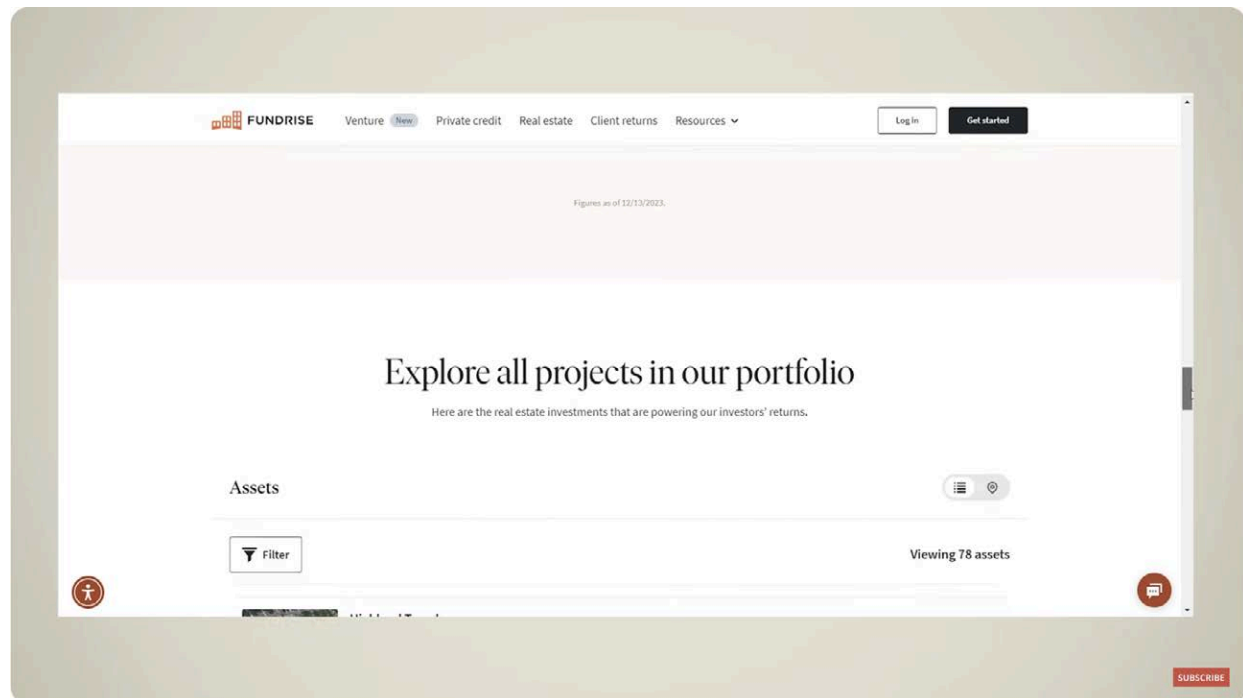 FUNDRISE Venture New Private credit Real estate Client returns Resources Log in Get started
Figures as of 12/13/2023.
Explore all projects in our portfolio
Here are the real estate investments that are powering our investors' returns.
Assets
Filter Viewing 78 assets
SUBSCRIBE